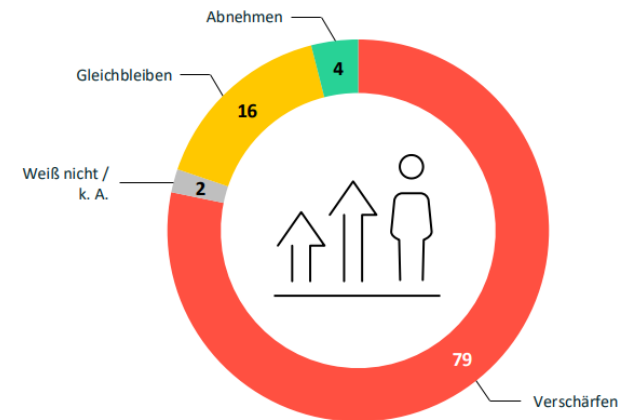 Abnehmen
4
Gleichbleiben
16
Weiß nicht /
k. A.
2
79
Verschärfen